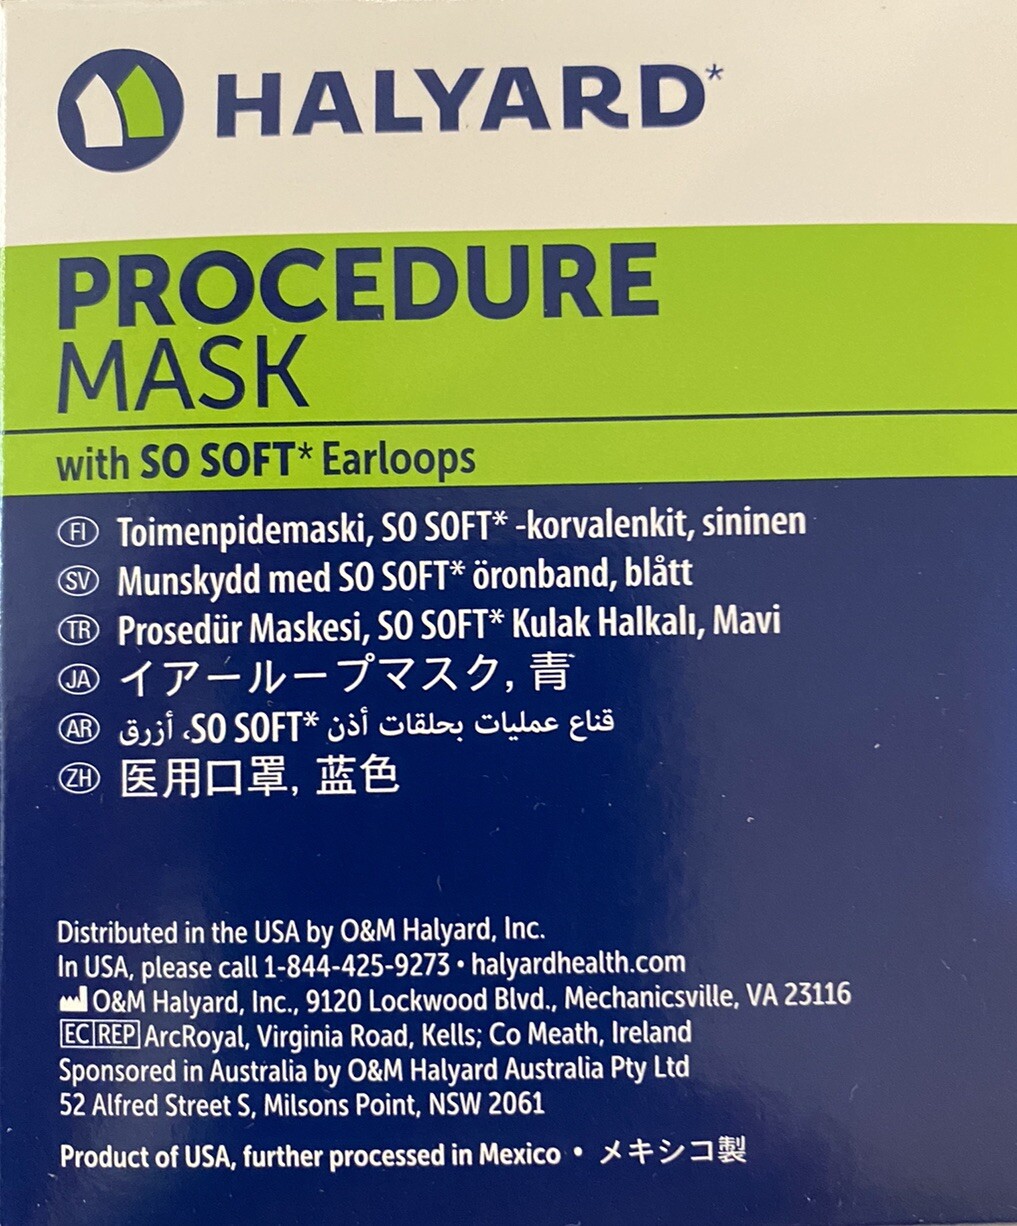 HALYARD*
PROCEDURE
MASK
with SO SOFT* Earloops
FI Toimenpidemaski, SO SOFT* -korvalenkit, sininen
SV Munskydd med SO SOFT* öronband, blått
TR Prosedür Maskesi, SO SOFT* Kulak Halkalı, Mavi
JA イアーループマスク, 青
AR قناع عمليات بحلقات أذن SO SOFT*، أزرق
ZH 医用口罩, 蓝色
Distributed in the USA by O&M Halyard, Inc.
In USA, please call 1-844-425-9273 • halyardhealth.com
O&M Halyard, Inc., 9120 Lockwood Blvd., Mechanicsville, VA 23116
EC REP ArcRoyal, Virginia Road, Kells; Co Meath, Ireland
Sponsored in Australia by O&M Halyard Australia Pty Ltd
52 Alfred Street S, Milsons Point, NSW 2061
Product of USA, further processed in Mexico • メキシコ製